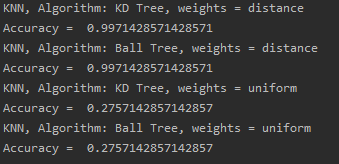 KNN, Algorithm: KD Tree, weights = distance
Accuracy =  0.9971428571428571
KNN, Algorithm: Ball Tree, weights = distance
Accuracy =  0.9971428571428571
KNN, Algorithm: KD Tree, weights = uniform
Accuracy =  0.2757142857142857
KNN, Algorithm: Ball Tree, weights = uniform
Accuracy =  0.2757142857142857